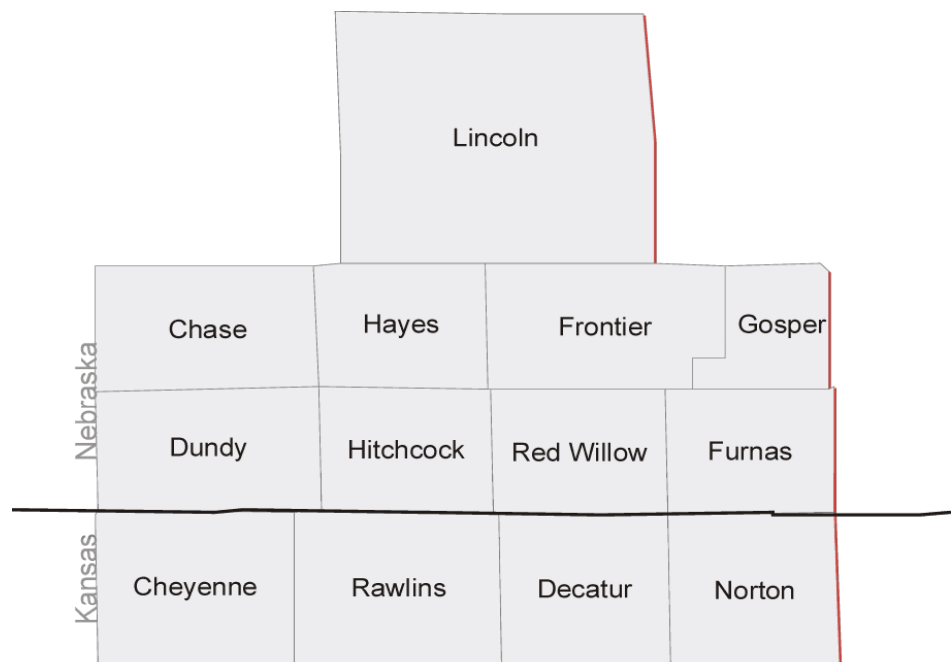 Lincoln
Chase
Hayes
Frontier
Gosper
Nebraska
Dundy
Hitchcock
Red Willow
Furnas
Kansas
Cheyenne
Rawlins
Decatur
Norton